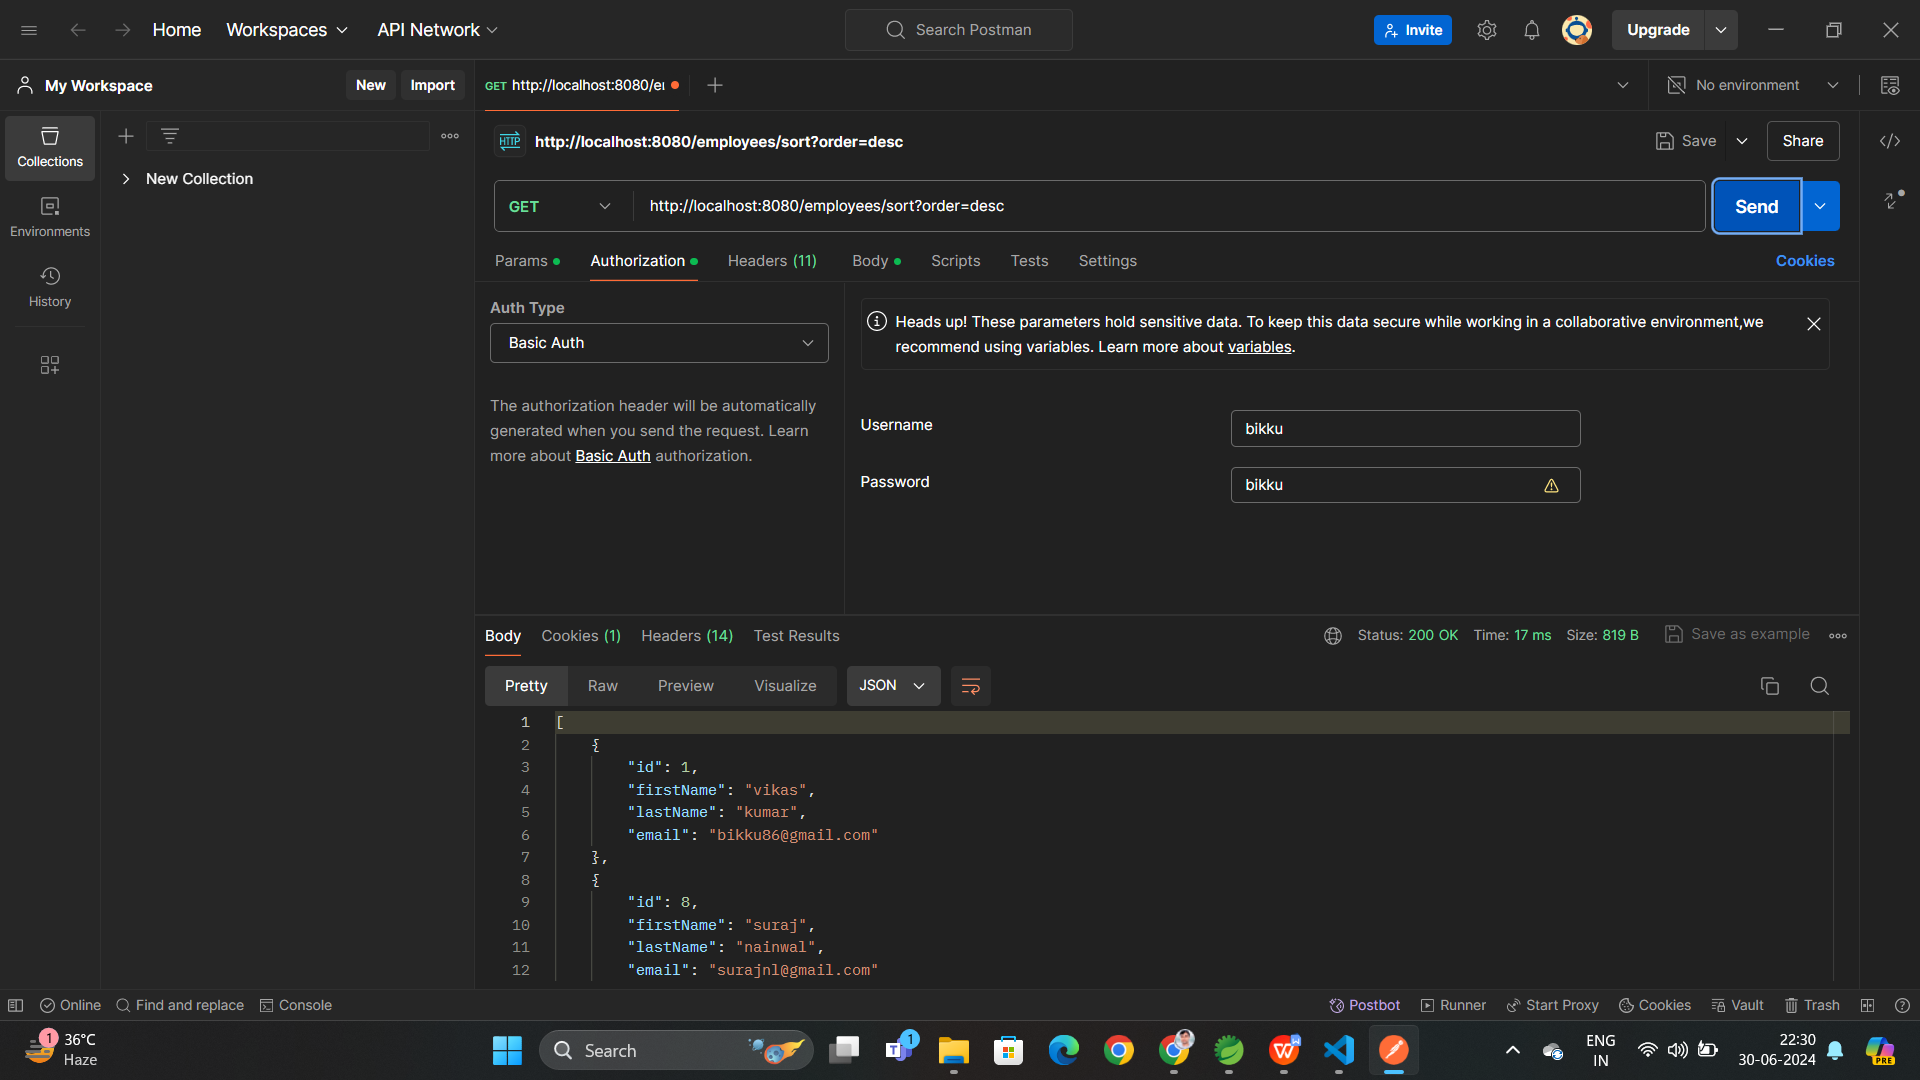 Home
Workspaces
API Network
Search Postman
Invite
Upgrade
My Workspace
New
Import
GET http://localhost:8080/e
No environment
Collections
New Collection
HTTP
http://localhost:8080/employees/sort?order=desc
Save
Share
GET
http://localhost:8080/employees/sort?order=desc
Send
Environments
History
Params
Authorization
Headers (11)
Body
Scripts
Tests
Settings
Cookies
Auth Type
Basic Auth
The authorization header will be automatically
generated when you send the request. Learn
more about Basic Auth authorization.
Heads up! These parameters hold sensitive data. To keep this data secure while working in a collaborative environment,we
recommend using variables. Learn more about variables.
Username
bikku
Password
bikku
Body
Cookies (1)
Headers (14)
Test Results
Status: 200 OK
Time: 17 ms
Size: 819 B
Save as example
Pretty
Raw
Preview
Visualize
JSON
1 [
2 {
3 "id": 1,
4 "firstName": "vikas",
5 "lastName": "kumar",
6 "email": "bikku86@gmail.com"
7 },
8 {
9 "id": 8,
10 "firstName": "suraj",
11 "lastName": "nainwal",
12 "email": "surajnl@gmail.com"
Online
Find and replace
Console
Postbot
Runner
Start Proxy
Cookies
Vault
Trash
1
36°C
Haze
Search
T
1
W
ENG
IN
22:30
30-06-2024
PRE